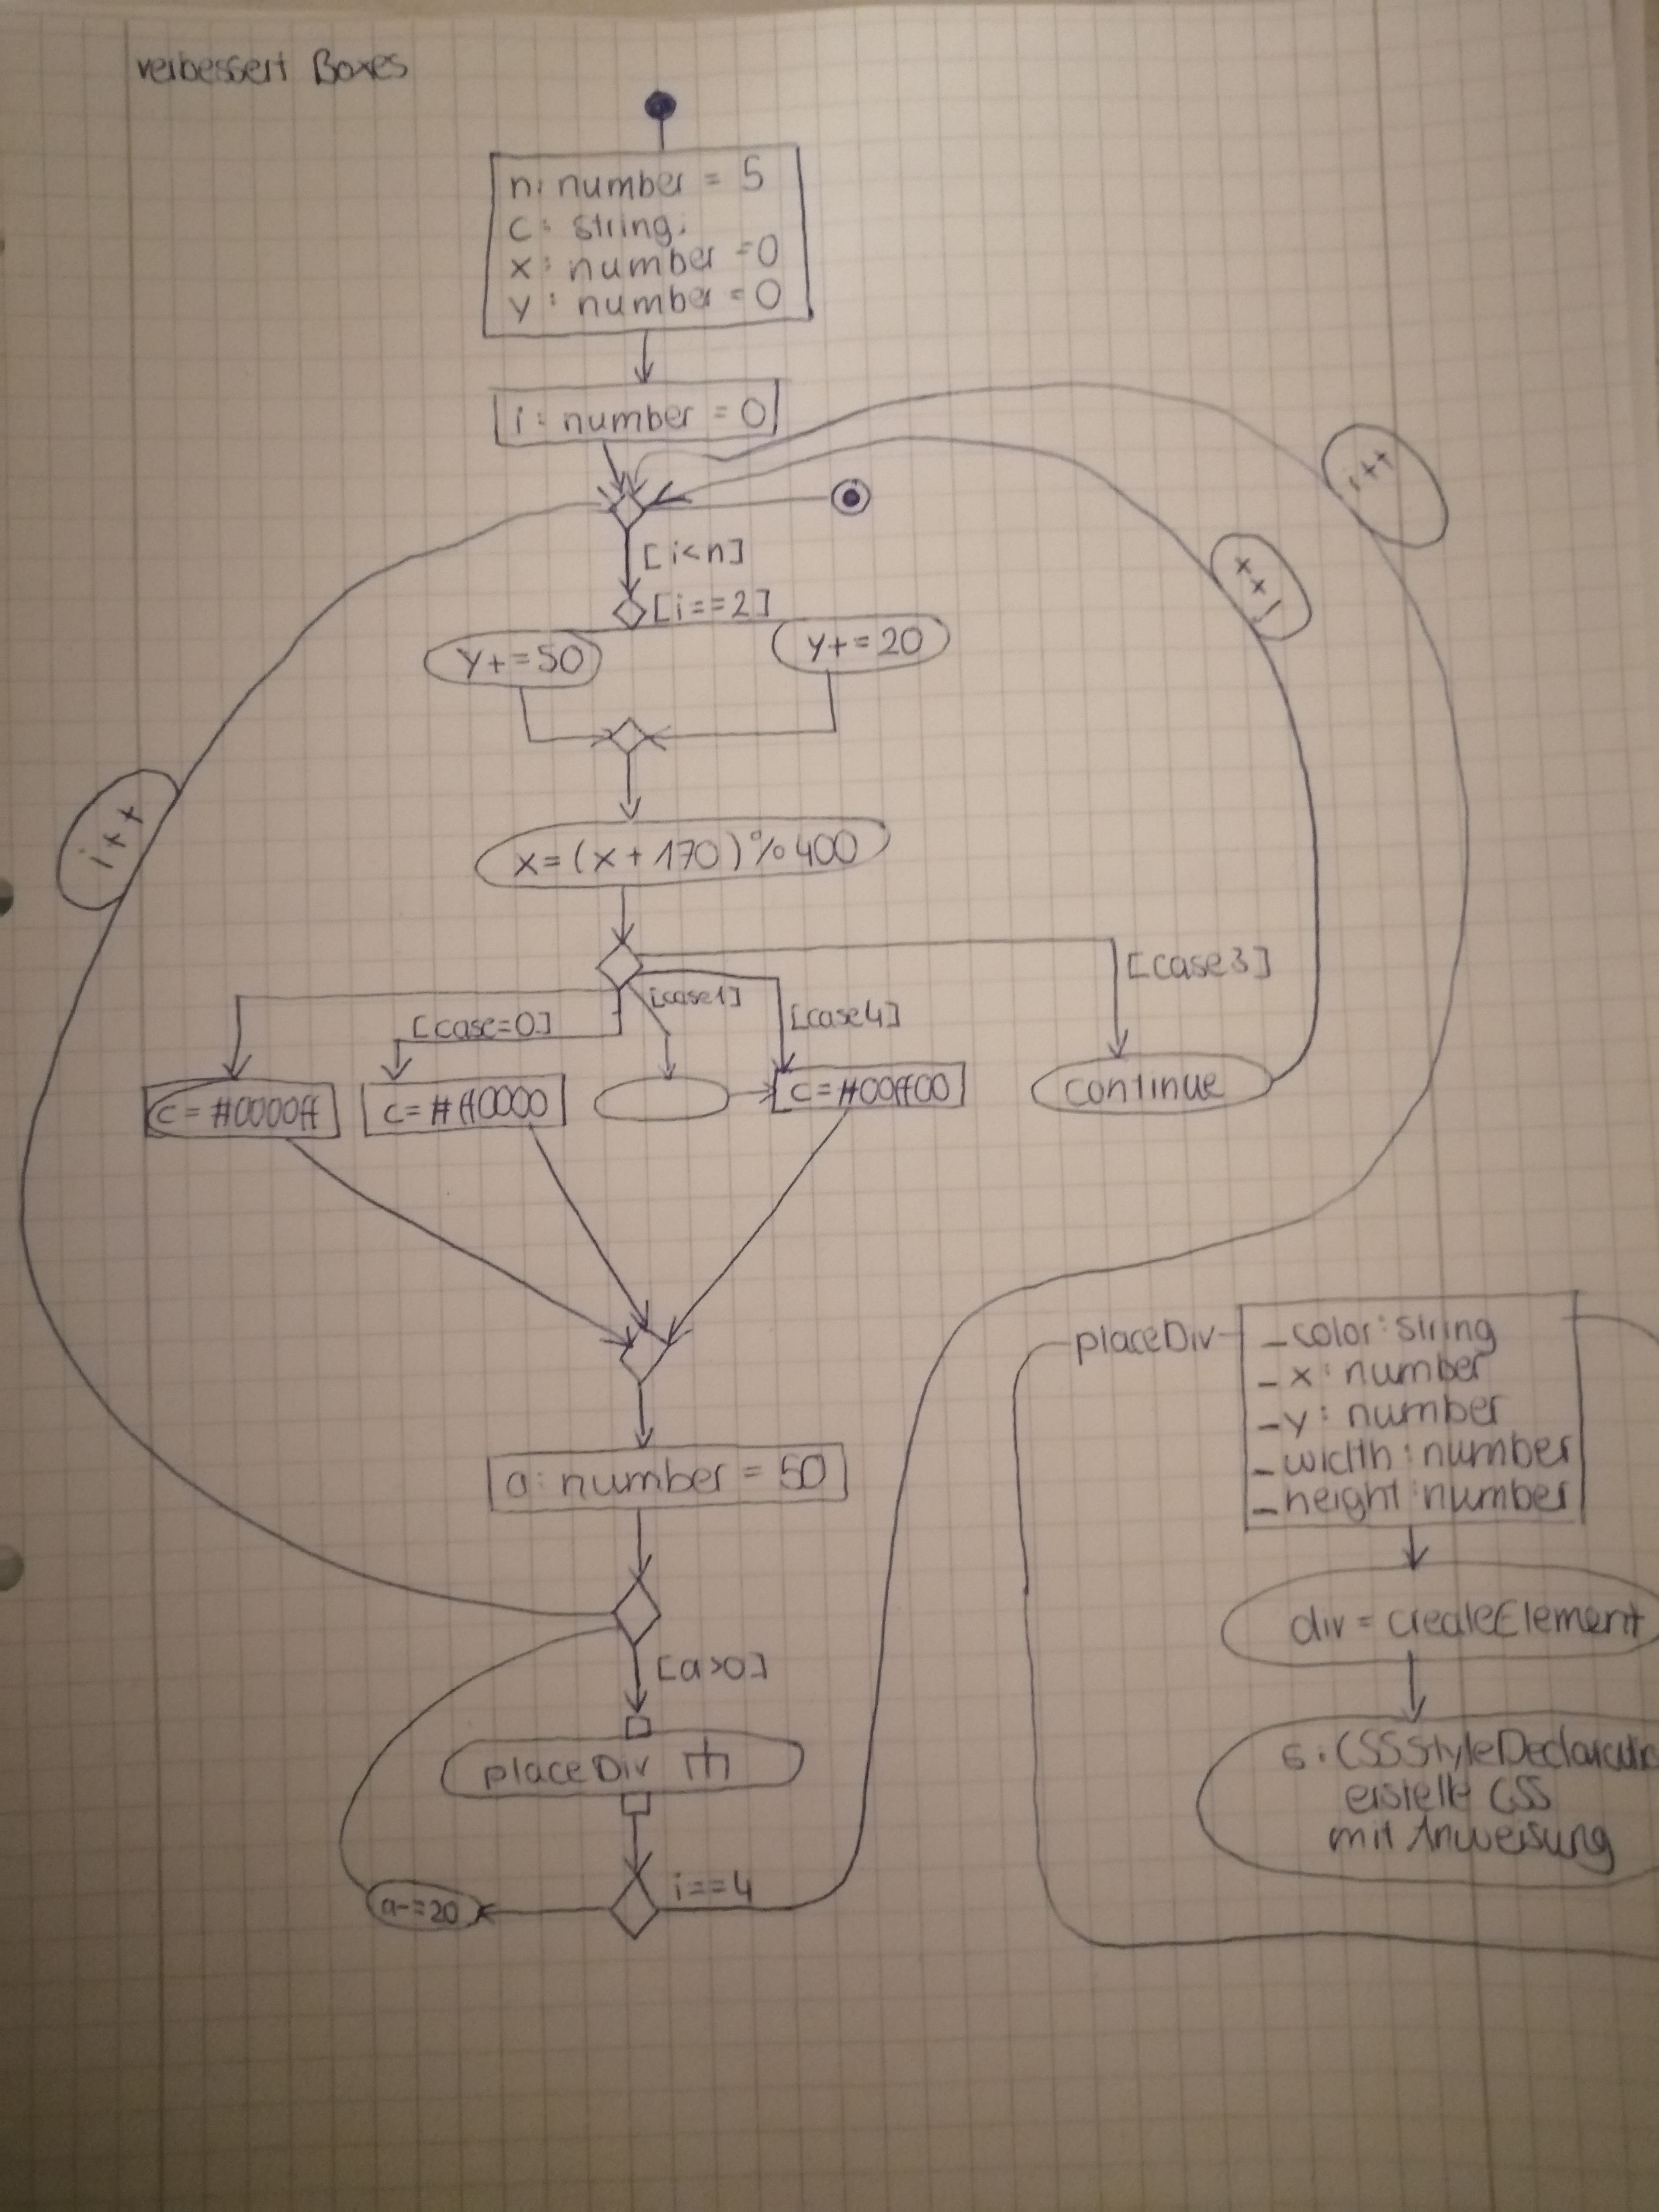 verbessert Boxes
n: number = 5
c: string;
x: number =0
y: number =0
i: number = 0
i++
[i<n]
i++
[i==2]
y+=50
y+=20
i++
x=(x+170)%400
[case3]
[case1]
[case=0]
[case4]
c=#0000ff
c=#ff0000
c=#00ff00
continue
placeDiv
_color: string
_x: number
_y: number
_width: number
_height: number
a: number = 50
div = createElement
[a>0]
placeDiv
s: CSSStyleDeclaratio
erstelle CSS
mit Anweisung
i==4
a-=20